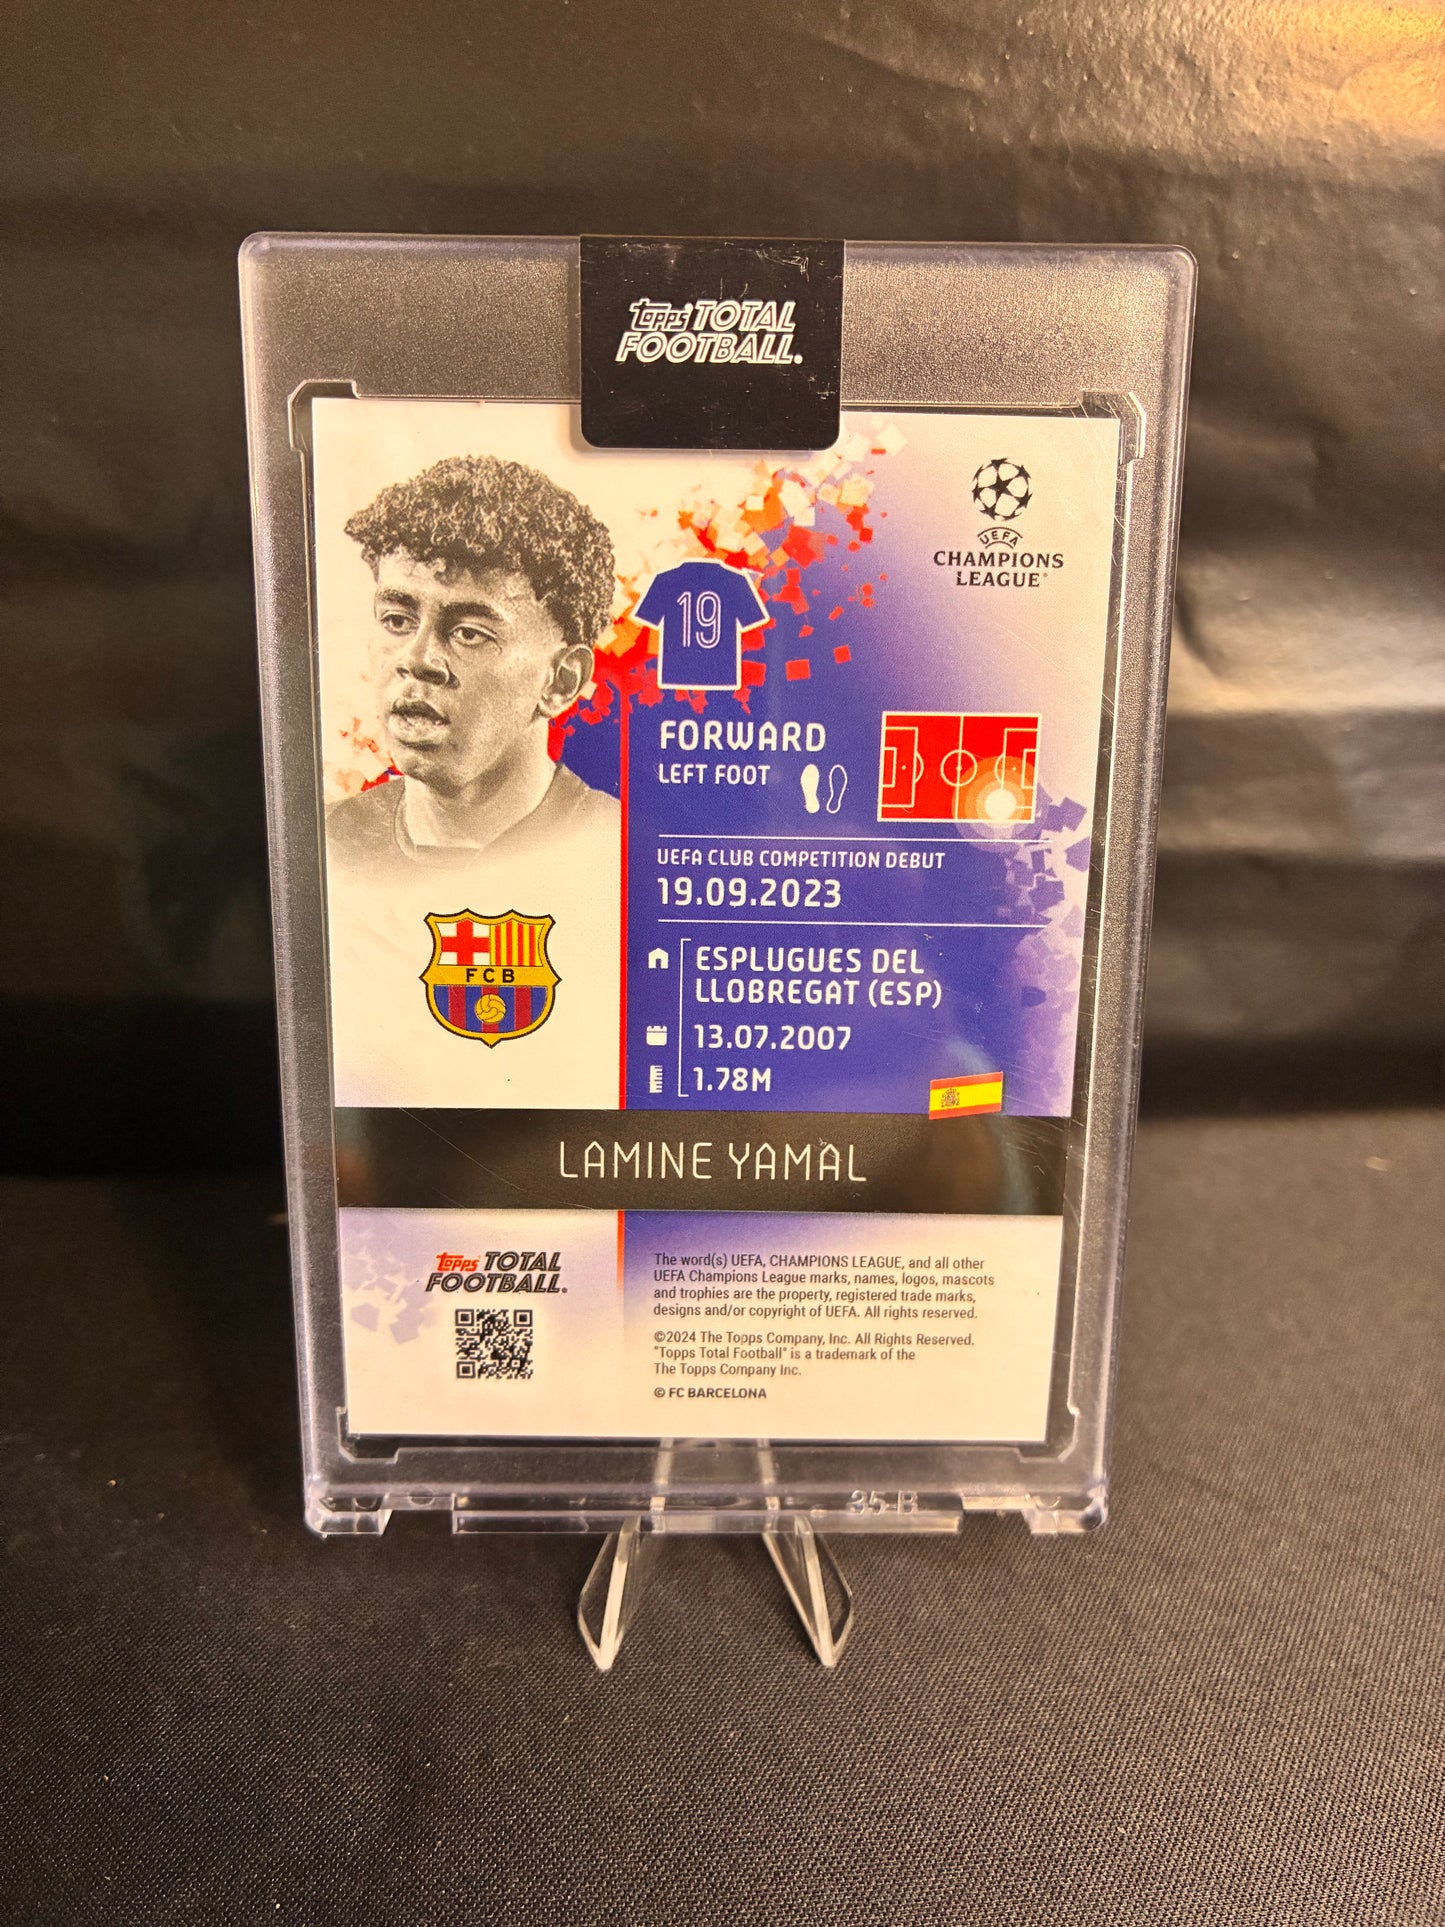 topps TOTAL
FOOTBALL.
UEFA
CHAMPIONS
LEAGUE
19
FORWARD
LEFT FOOT
UEFA CLUB COMPETITION DEBUT
19.09.2023
ESPLUGUES DEL
LLOBREGAT (ESP)
13.07.2007
1.78M
FCB
LAMINE YAMAL
topps TOTAL
FOOTBALL.
The word(s) UEFA, CHAMPIONS LEAGUE, and all other
UEFA Champions League marks, names, logos, mascots
and trophies are the property, registered trade marks,
designs and/or copyright of UEFA. All rights reserved.
©2024 The Topps Company, Inc. All Rights Reserved.
"Topps Total Football" is a trademark of the
The Topps Company Inc.
© FC BARCELONA
35-B